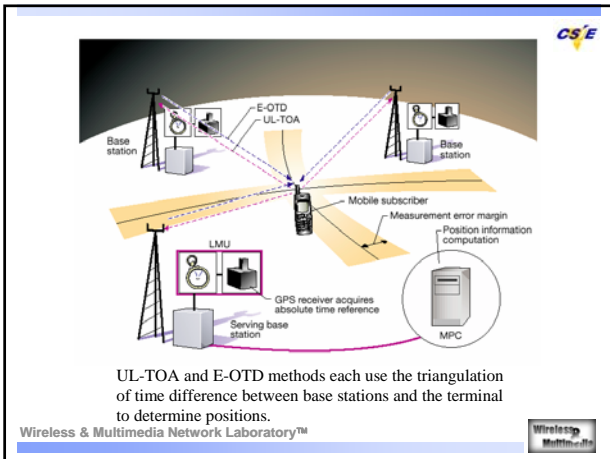 CS/E
E-OTD
UL-TOA
Base
station
Base
station
Mobile subscriber
Measurement error margin
Position information
computation
LMU
GPS receiver acquires
absolute time reference
Serving base
station
MPC
UL-TOA and E-OTD methods each use the triangulation
of time difference between base stations and the terminal
to determine positions.
Wireless & Multimedia Network Laboratory™
Wireless
Multimedia